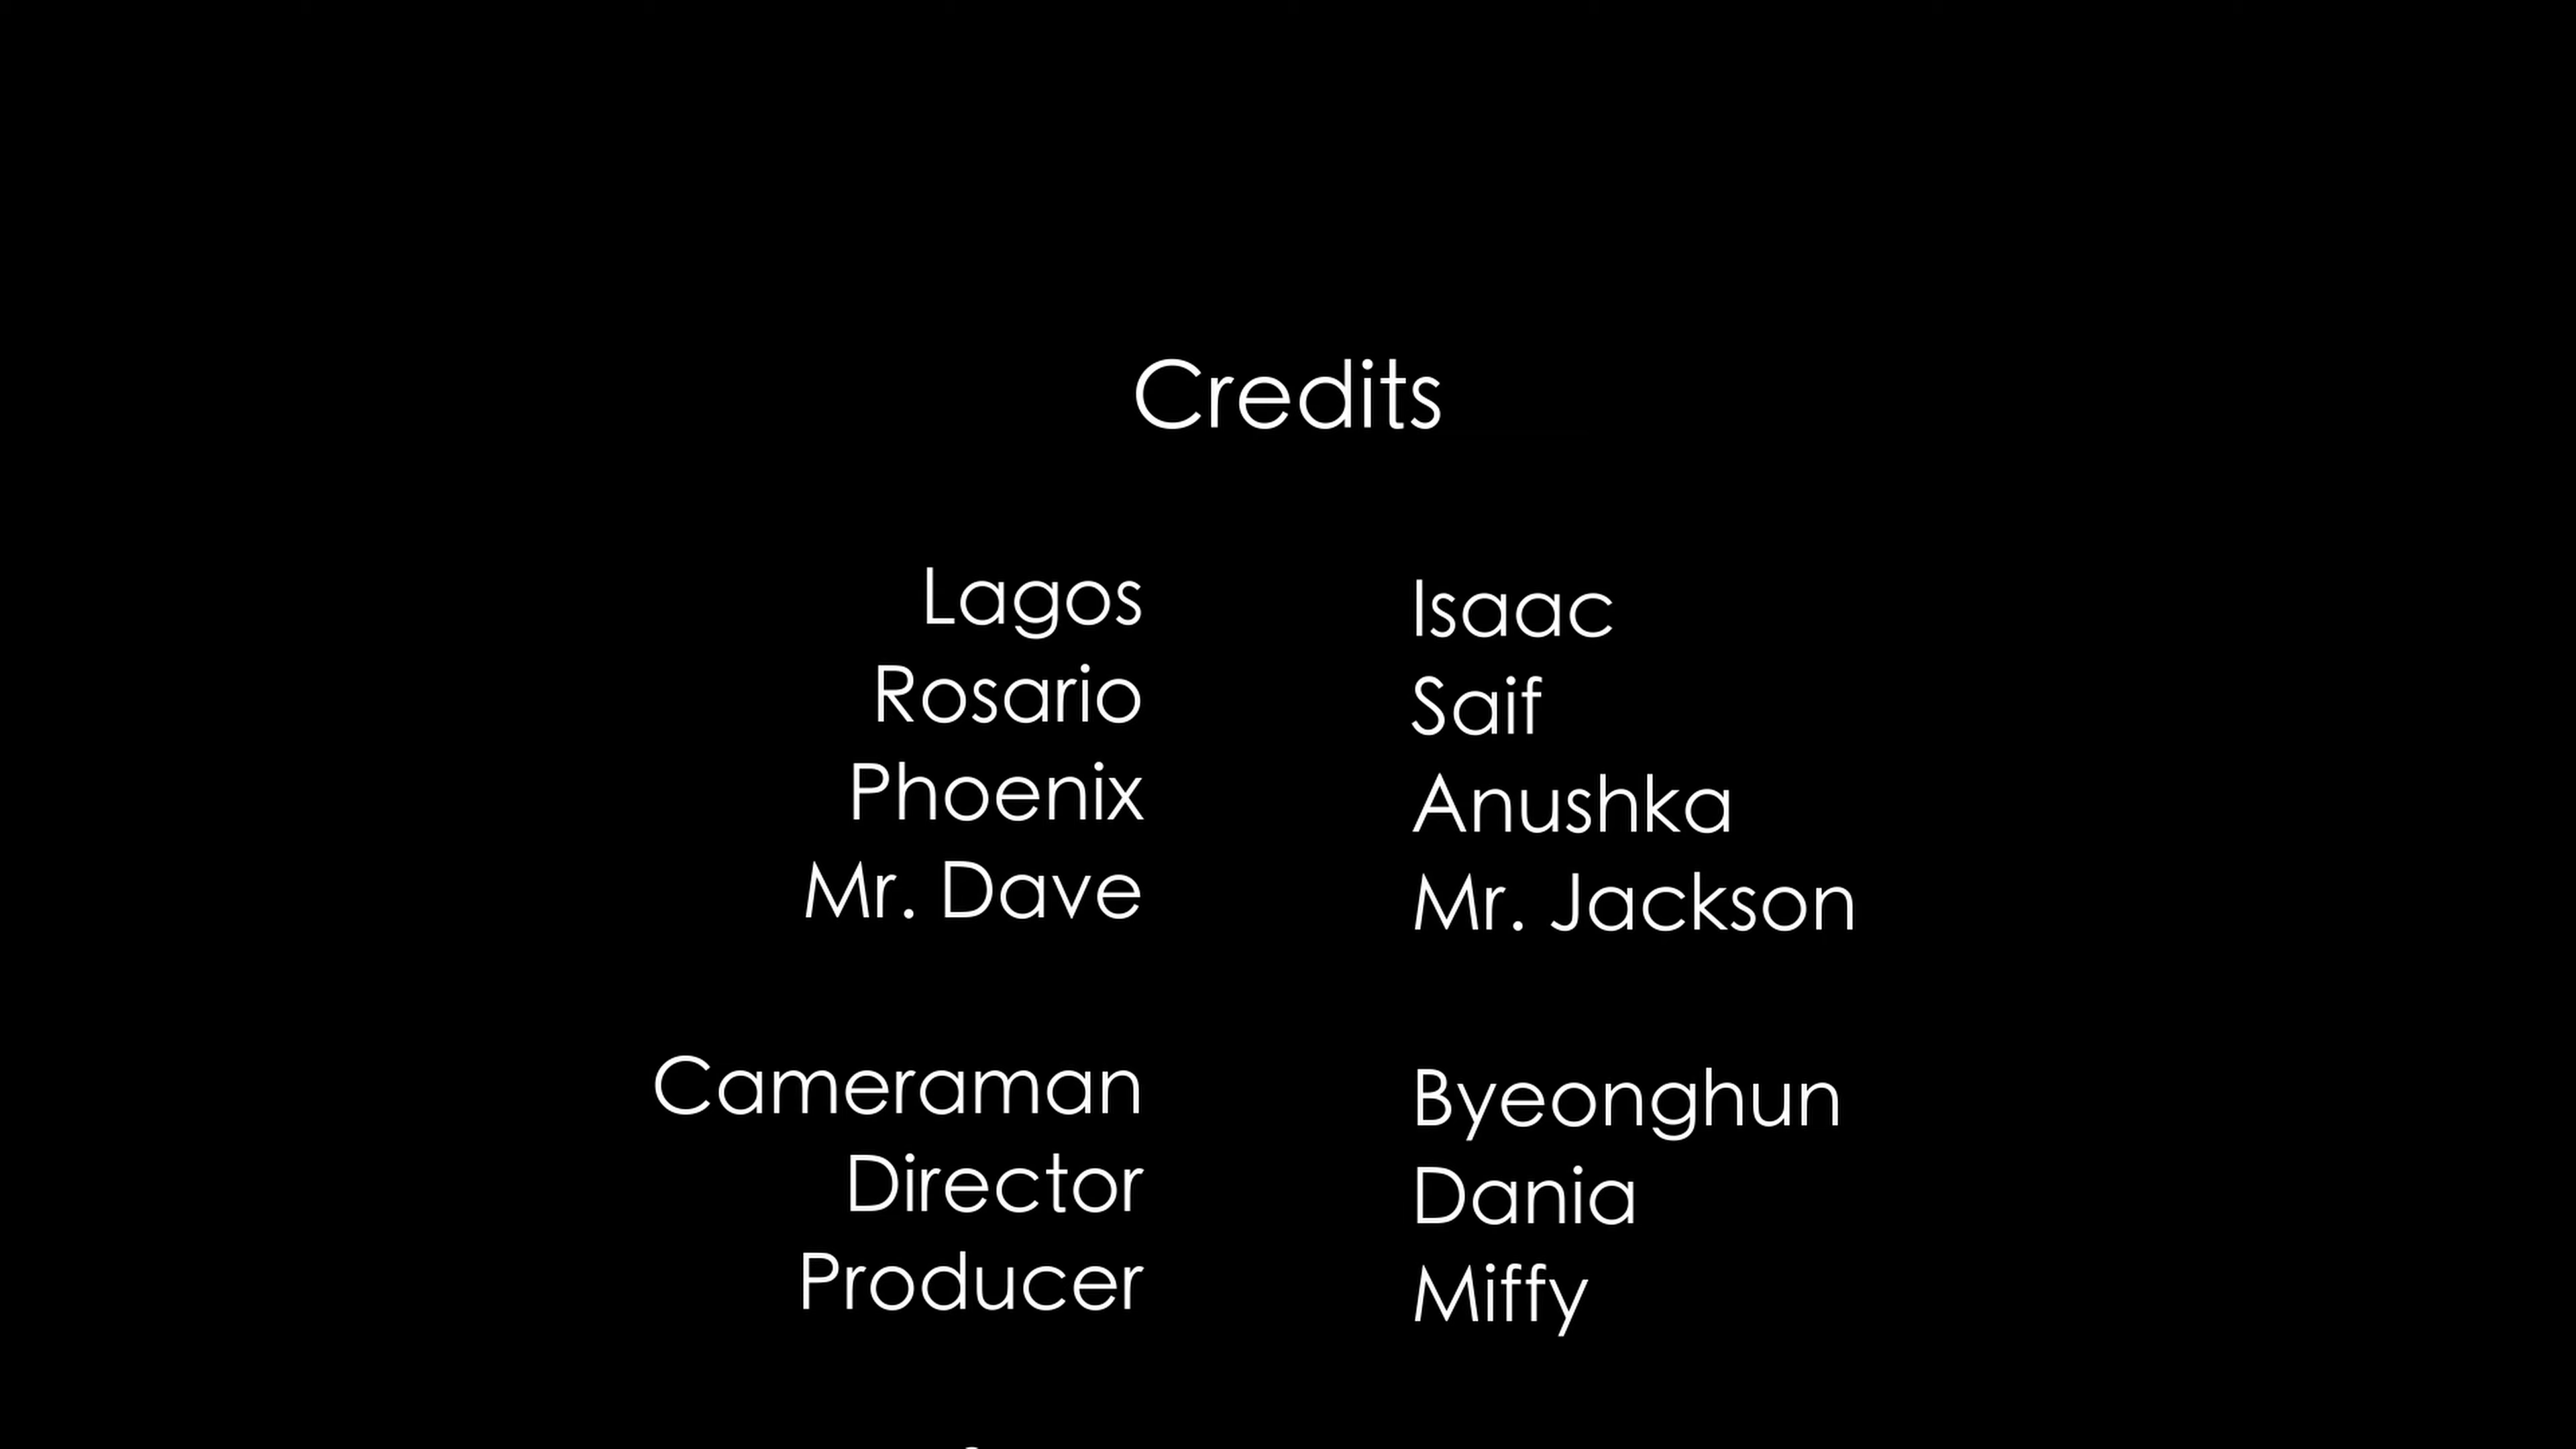 Credits
Lagos Isaac
Rosario Saif
Phoenix Anushka
Mr. Dave Mr. Jackson
Cameraman Byeonghun
Director Dania
Producer Miffy